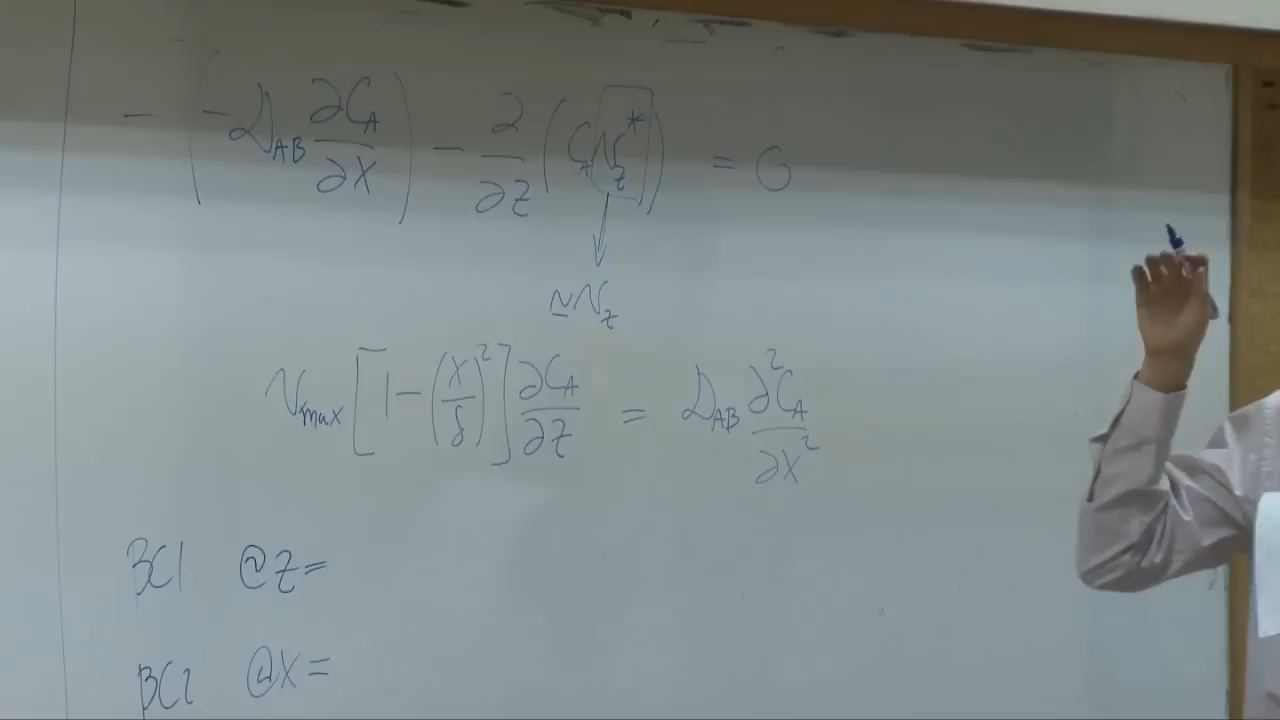 − (−𝒟_AB ∂C_A/∂x) − ∂/∂z (C_A v_z*) = 0
≃ v_z
v_max [1 − (x/δ)²] ∂C_A/∂z = 𝒟_AB ∂²C_A/∂x²
BC1 @ z =
BC2 @ x =